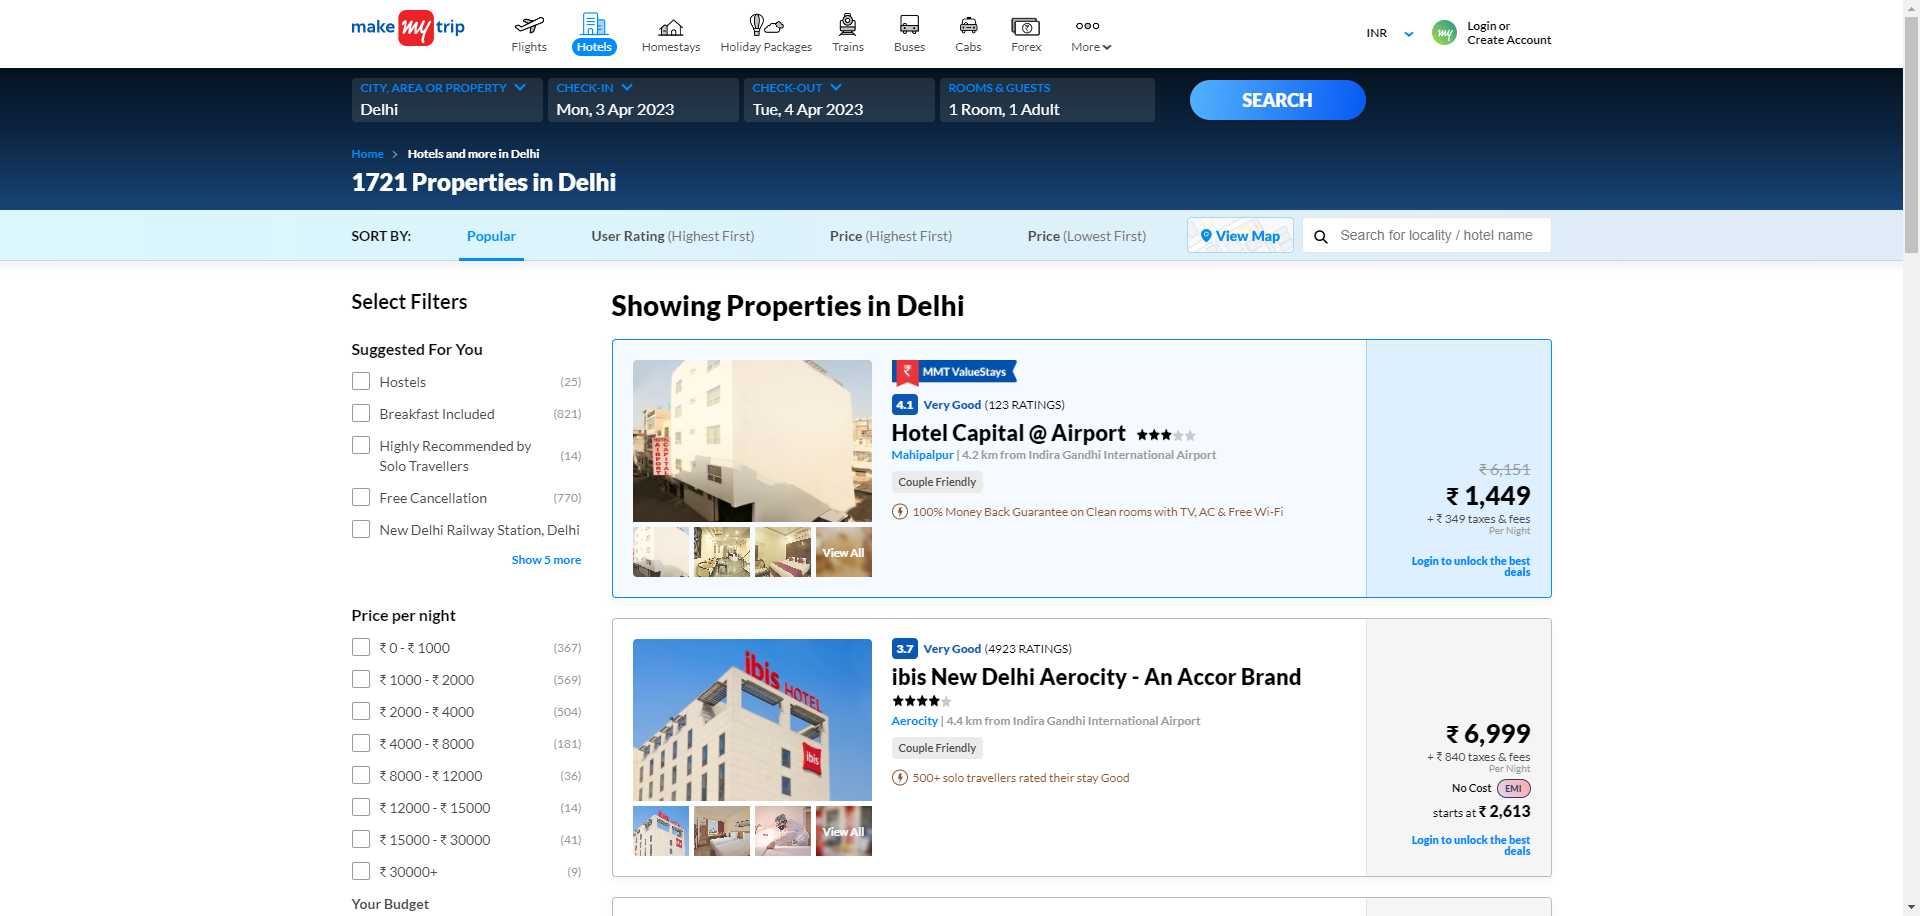 make my trip
Flights
Hotels
Homestays
Holiday Packages
Trains
Buses
Cabs
Forex
More
INR
my
Login or
Create Account
CITY, AREA OR PROPERTY
Delhi
CHECK-IN
Mon, 3 Apr 2023
CHECK-OUT
Tue, 4 Apr 2023
ROOMS & GUESTS
1 Room, 1 Adult
SEARCH
Home > Hotels and more in Delhi
1721 Properties in Delhi
SORT BY:
Popular
User Rating (Highest First)
Price (Highest First)
Price (Lowest First)
View Map
Search for locality / hotel name
Select Filters
Suggested For You
Hostels (25)
Breakfast Included (821)
Highly Recommended by
Solo Travellers (14)
Free Cancellation (770)
New Delhi Railway Station, Delhi
Show 5 more
Price per night
₹ 0 - ₹ 1000 (367)
₹ 1000 - ₹ 2000 (569)
₹ 2000 - ₹ 4000 (504)
₹ 4000 - ₹ 8000 (181)
₹ 8000 - ₹ 12000 (36)
₹ 12000 - ₹ 15000 (14)
₹ 15000 - ₹ 30000 (41)
₹ 30000+ (9)
Your Budget
Showing Properties in Delhi
HOTEL CAPITAL
AIRPORT
View All
₹ MMT ValueStays
4.1 Very Good (123 RATINGS)
Hotel Capital @ Airport
Mahipalpur | 4.2 km from Indira Gandhi International Airport
Couple Friendly
100% Money Back Guarantee on Clean rooms with TV, AC & Free Wi-Fi
₹ 6,151
₹ 1,449
+ ₹ 349 taxes & fees
Per Night
Login to unlock the best
deals
ibis HOTEL
ibis
View All
3.7 Very Good (4923 RATINGS)
ibis New Delhi Aerocity - An Accor Brand
Aerocity | 4.4 km from Indira Gandhi International Airport
Couple Friendly
500+ solo travellers rated their stay Good
₹ 6,999
+ ₹ 840 taxes & fees
Per Night
No Cost EMI
starts at ₹ 2,613
Login to unlock the best
deals